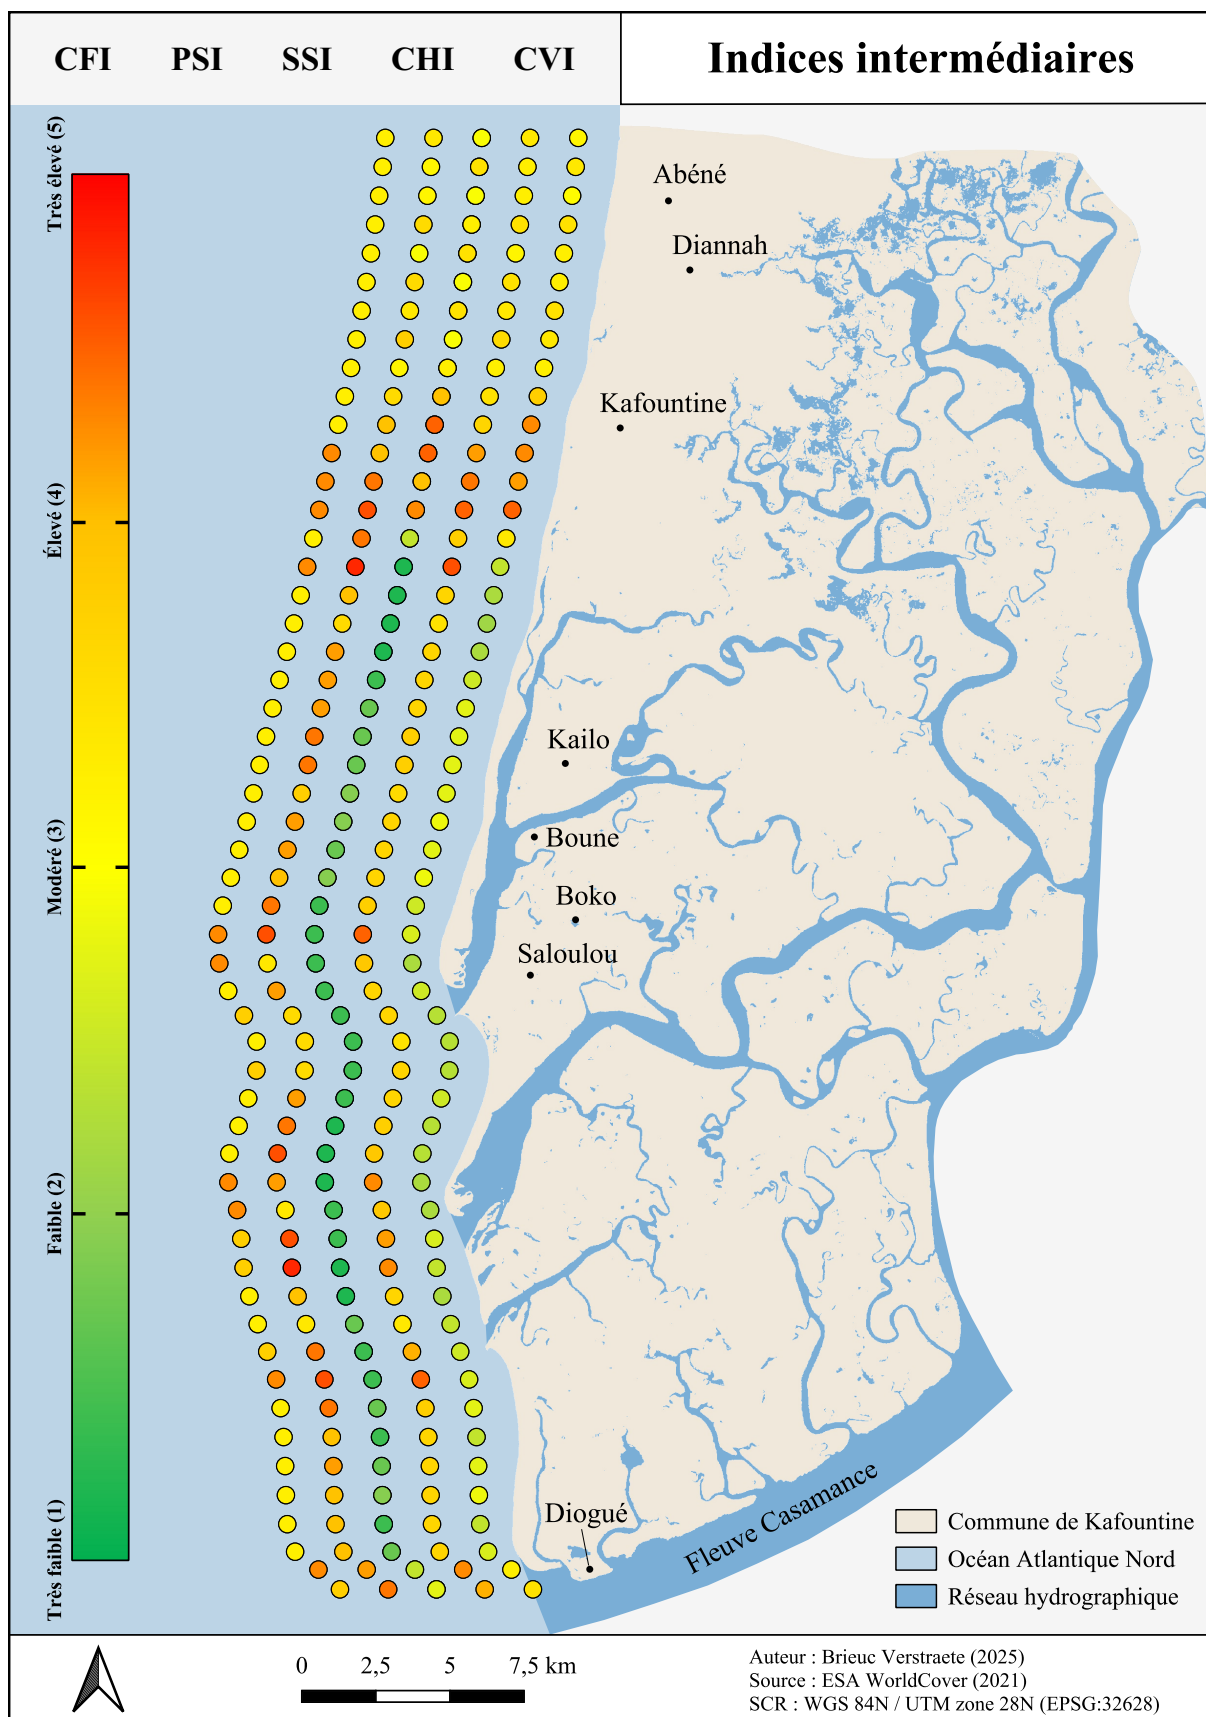 CFI PSI SSI CHI CVI
Indices intermédiaires
Très élevé (5)
Élevé (4)
Modéré (3)
Faible (2)
Très faible (1)
Abéné
Diannah
Kafountine
Kailo
Boune
Boko
Saloulou
Diogué
Fleuve Casamance
Commune de Kafountine
Océan Atlantique Nord
Réseau hydrographique
0 2,5 5 7,5 km
Auteur : Brieuc Verstraete (2025)
Source : ESA WorldCover (2021)
SCR : WGS 84N / UTM zone 28N (EPSG:32628)